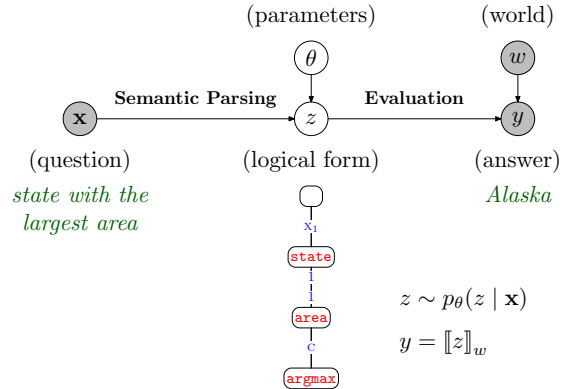 (parameters)
(world)
θ
w
Semantic Parsing
Evaluation
x
z
y
(question)
(logical form)
(answer)
state with the
largest area
Alaska
x₁
state
1
1
area
c
argmax
z ∼ pθ(z | x)
y = ⟦z⟧w